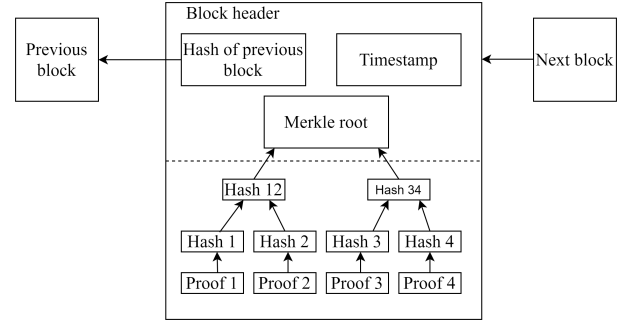 Block header
Previous
block
Hash of previous
block
Timestamp
Next block
Merkle root
Hash 12
Hash 34
Hash 1
Hash 2
Hash 3
Hash 4
Proof 1
Proof 2
Proof 3
Proof 4